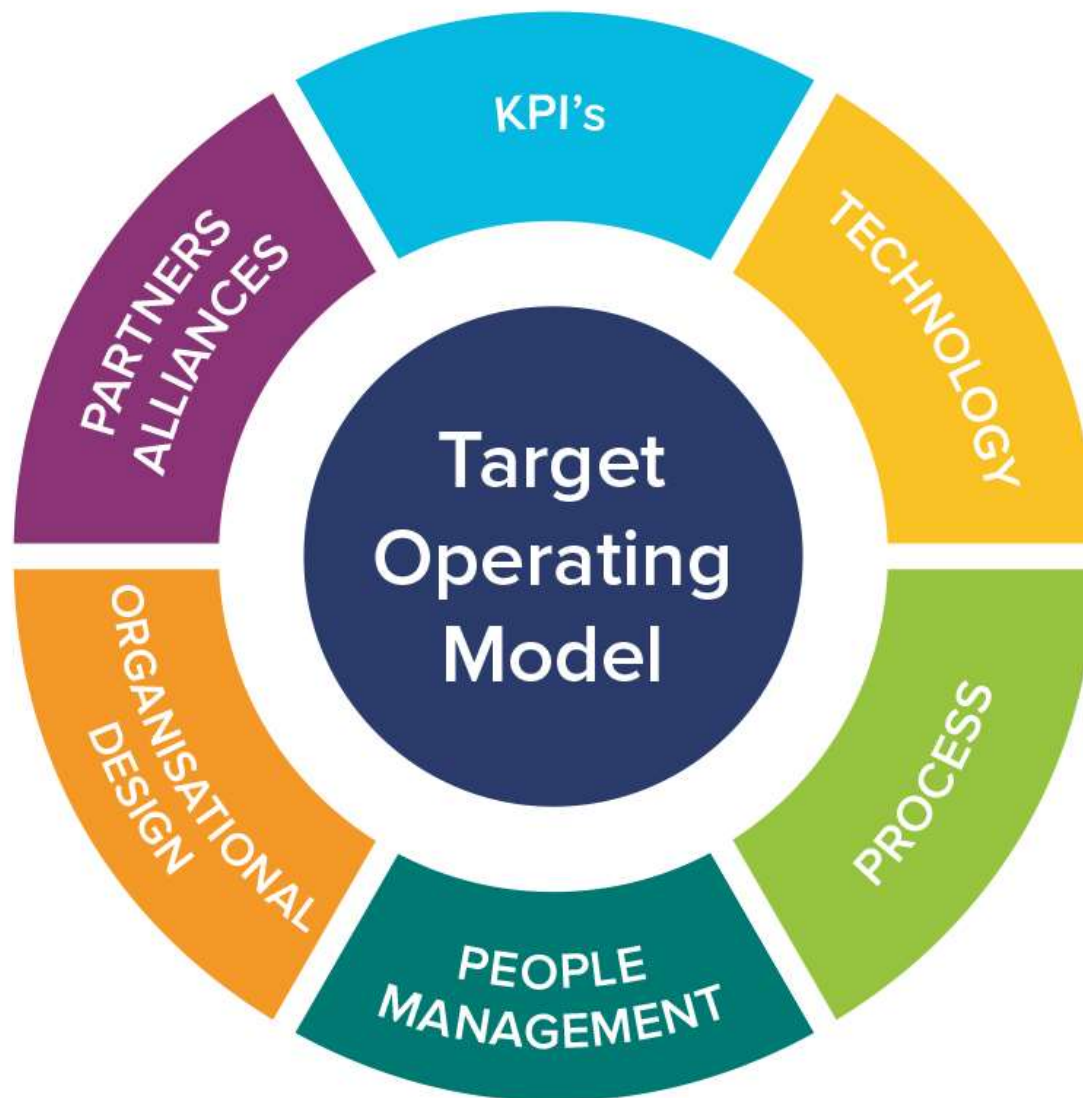 KPI's
TECHNOLOGY
PROCESS
PEOPLE
MANAGEMENT
ORGANISATIONAL
DESIGN
PARTNERS
ALLIANCES
Target
Operating
Model